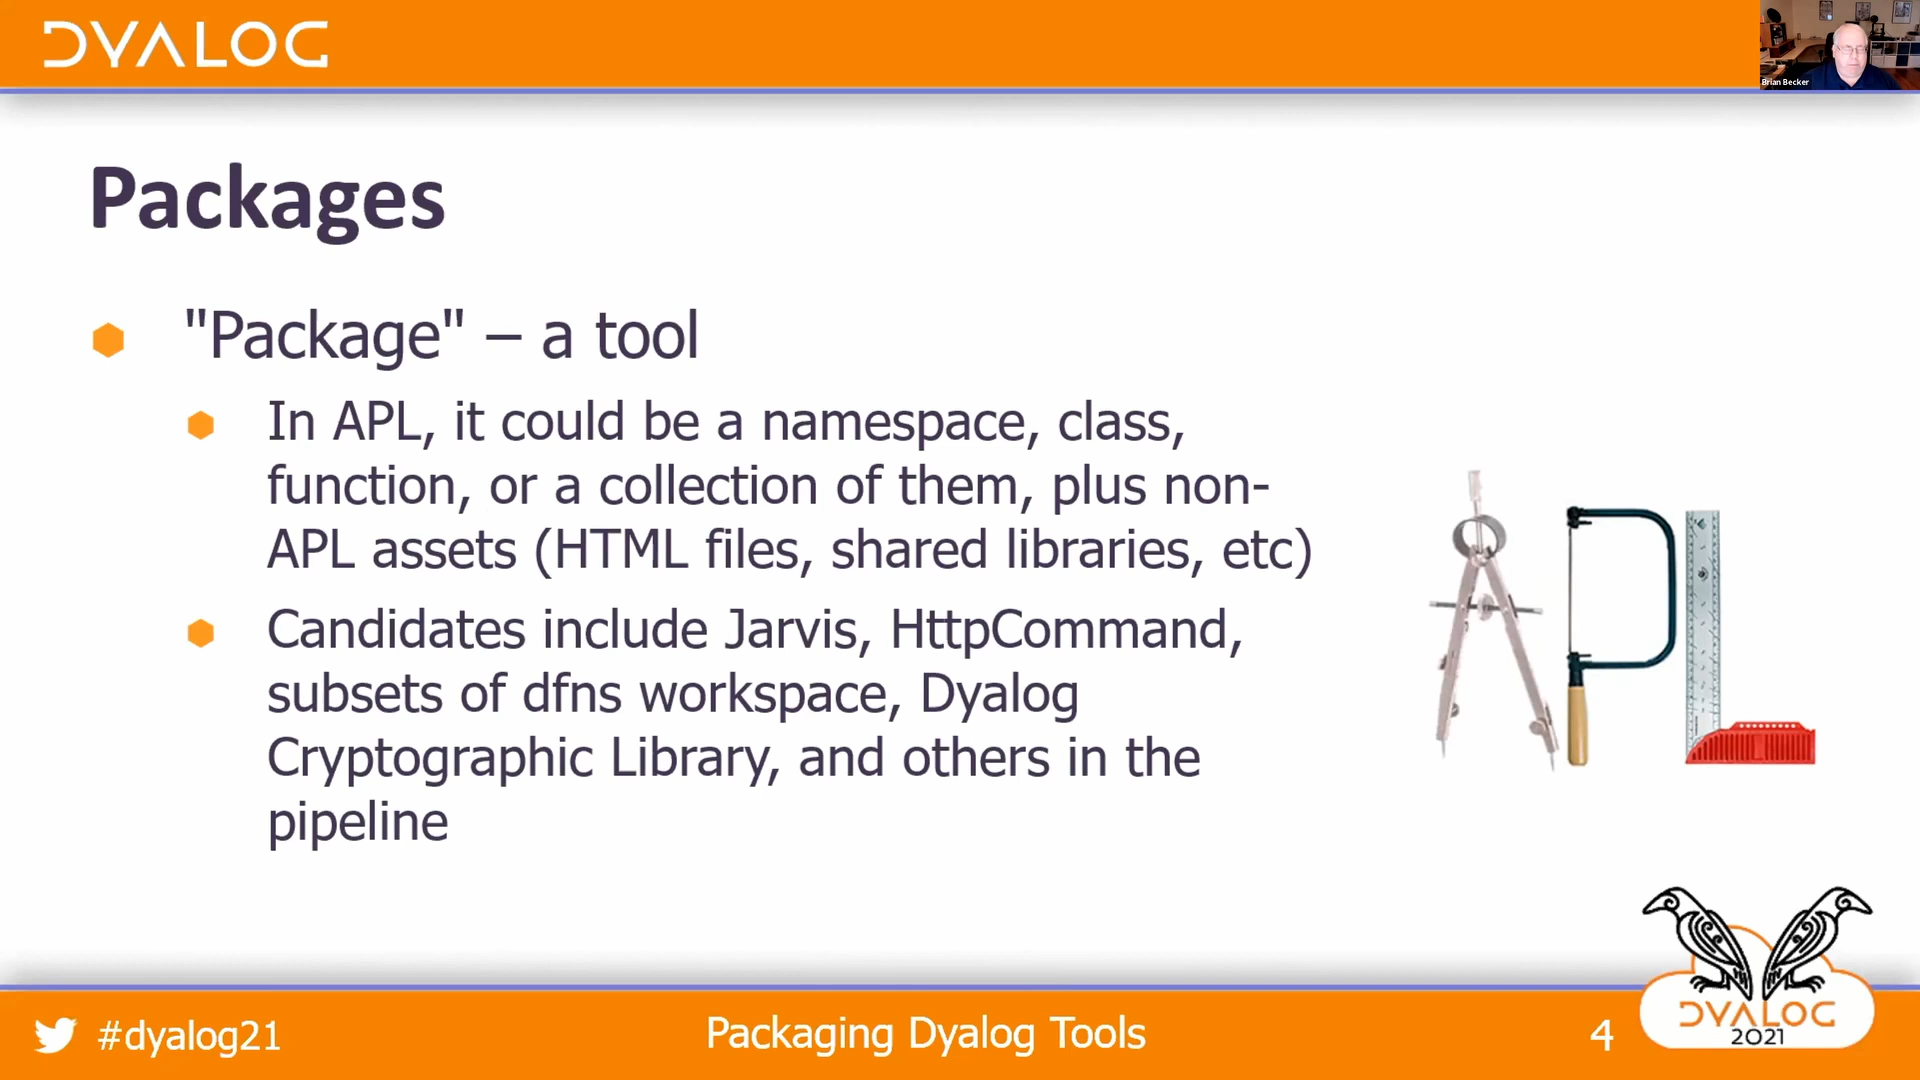 DYALOG
Brian Becker
Packages
"Package" – a tool
In APL, it could be a namespace, class,
function, or a collection of them, plus non-
APL assets (HTML files, shared libraries, etc)
Candidates include Jarvis, HttpCommand,
subsets of dfns workspace, Dyalog
Cryptographic Library, and others in the
pipeline
APL
#dyalog21
Packaging Dyalog Tools
4
DYALOG
2021